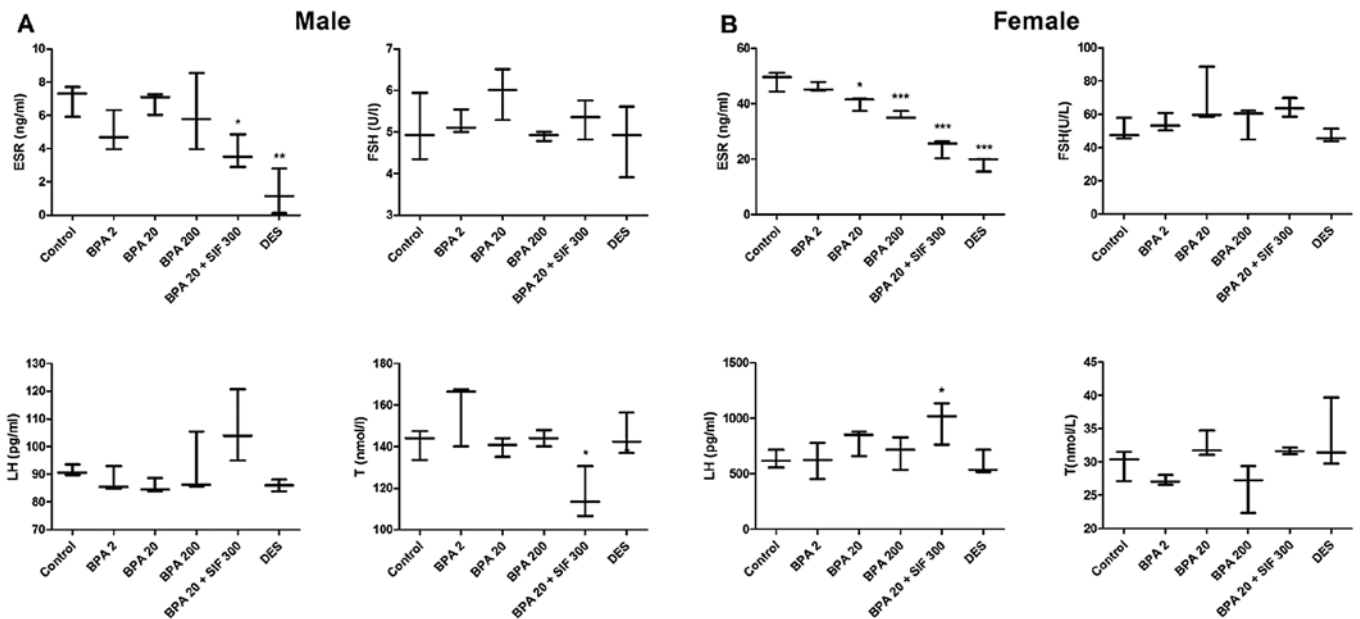 A Male B Female
ESR (ng/ml)
10
8
6
4
2
0
*
**
Control
BPA 2
BPA 20
BPA 200
BPA 20 + SIF 300
DES
FSH (U/l)
7
6
5
4
3
Control
BPA 2
BPA 20
BPA 200
BPA 20 + SIF 300
DES
ESR (ng/ml)
60
40
20
0
*
***
***
***
Control
BPA 2
BPA 20
BPA 200
BPA 20 + SIF 300
DES
FSH(U/L)
100
80
60
40
20
0
Control
BPA 2
BPA 20
BPA 200
BPA 20 + SIF 300
DES
LH (pg/ml)
130
120
110
100
90
80
70
Control
BPA 2
BPA 20
BPA 200
BPA 20 + SIF 300
DES
T (nmol/l)
180
160
140
120
100
*
Control
BPA 2
BPA 20
BPA 200
BPA 20 + SIF 300
DES
LH (pg/ml)
1500
1000
500
0
*
Control
BPA 2
BPA 20
BPA 200
BPA 20 + SIF 300
DES
T(nmol/L)
45
40
35
30
25
20
Control
BPA 2
BPA 20
BPA 200
BPA 20 + SIF 300
DES